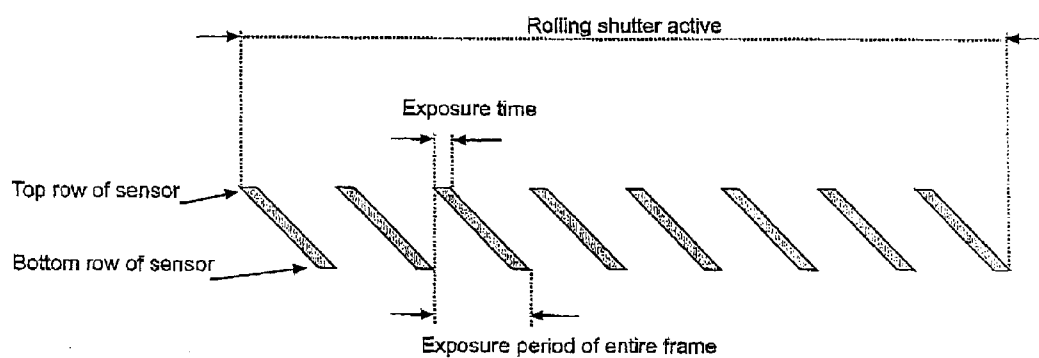 Rolling shutter active
Exposure time
Top row of sensor
Bottom row of sensor
Exposure period of entire frame